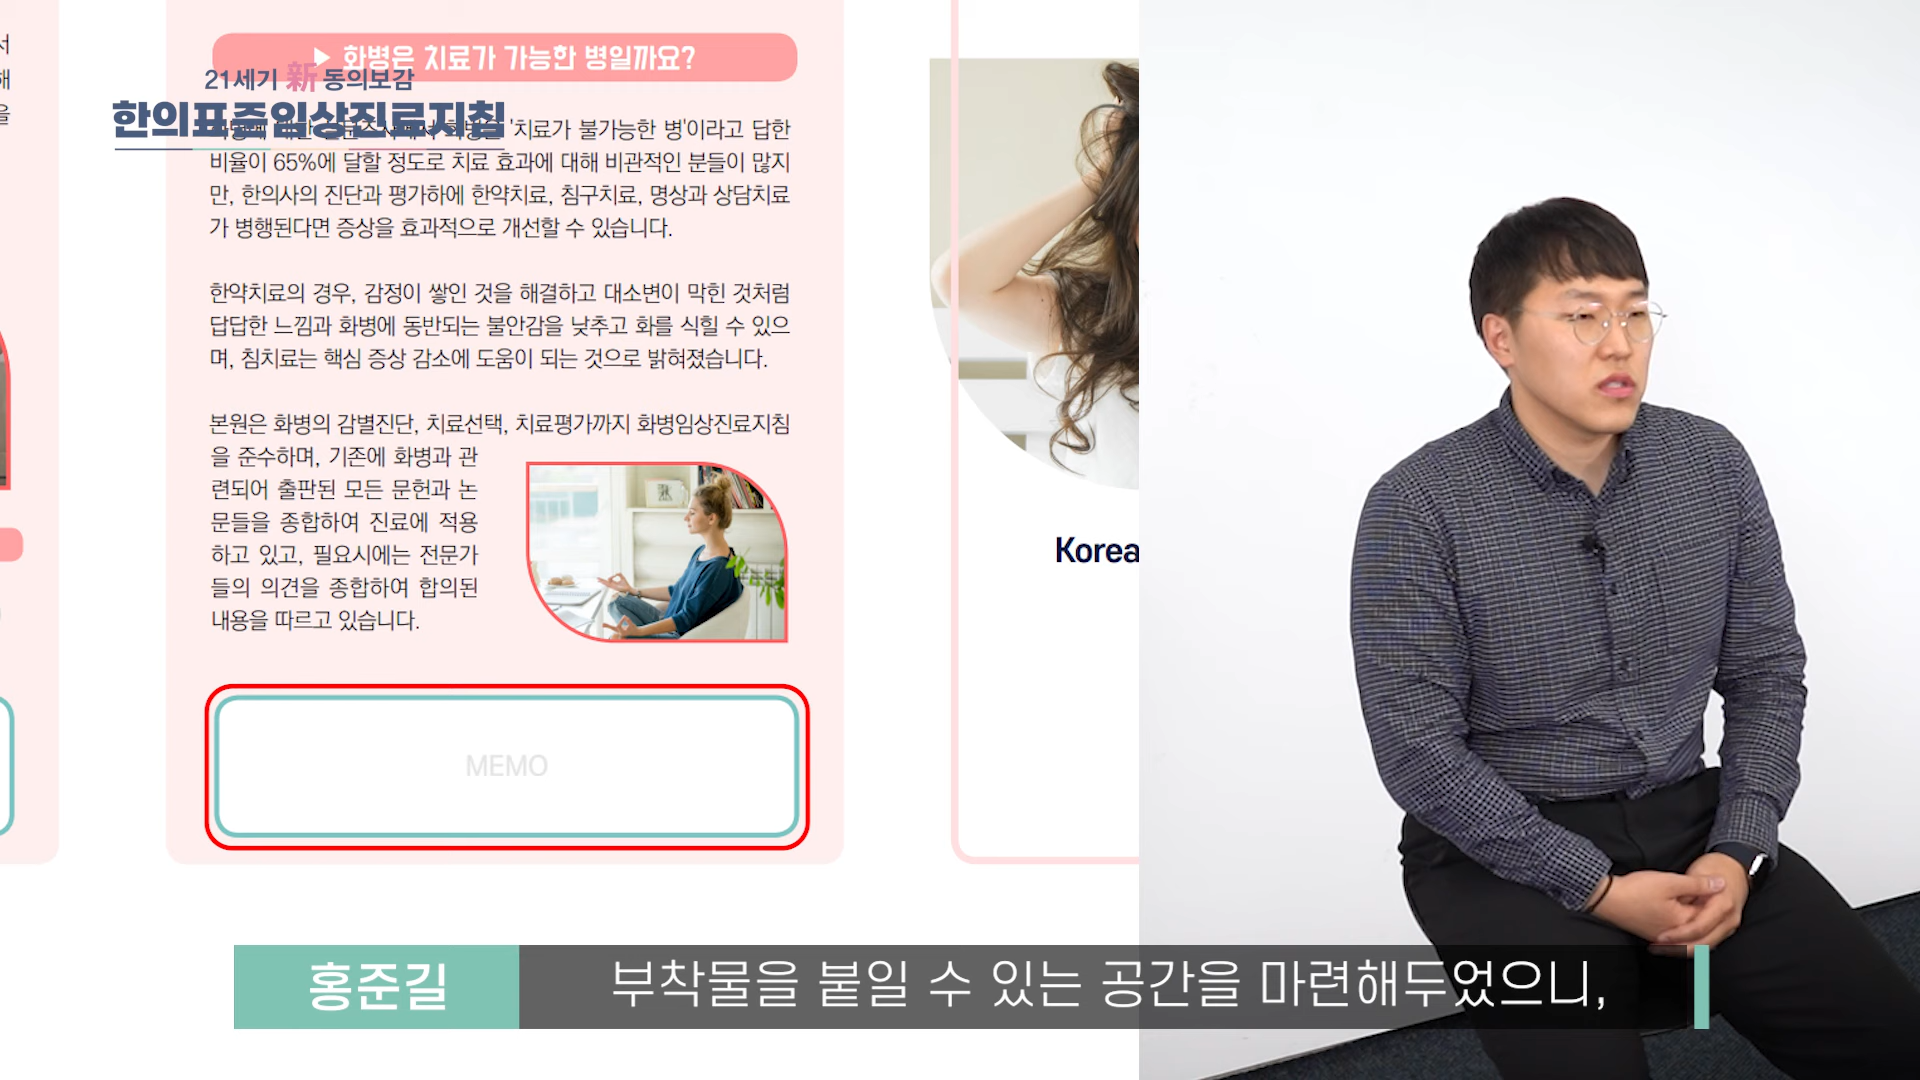 서
해
을
▶ 화병은 치료가 가능한 병일까요?
21세기 新 동의보감
한의표준임상진료지침
'치료가 불가능한 병'이라고 답한
비율이 65%에 달할 정도로 치료 효과에 대해 비관적인 분들이 많지
만, 한의사의 진단과 평가하에 한약치료, 침구치료, 명상과 상담치료
가 병행된다면 증상을 효과적으로 개선할 수 있습니다.
한약치료의 경우, 감정이 쌓인 것을 해결하고 대소변이 막힌 것처럼
답답한 느낌과 화병에 동반되는 불안감을 낮추고 화를 식힐 수 있으
며, 침치료는 핵심 증상 감소에 도움이 되는 것으로 밝혀졌습니다.
본원은 화병의 감별진단, 치료선택, 치료평가까지 화병임상진료지침
을 준수하며, 기존에 화병과 관
련되어 출판된 모든 문헌과 논
문들을 종합하여 진료에 적용
하고 있고, 필요시에는 전문가
들의 의견을 종합하여 합의된
내용을 따르고 있습니다.
MEMO
Korea
홍준길
부착물을 붙일 수 있는 공간을 마련해두었으니,